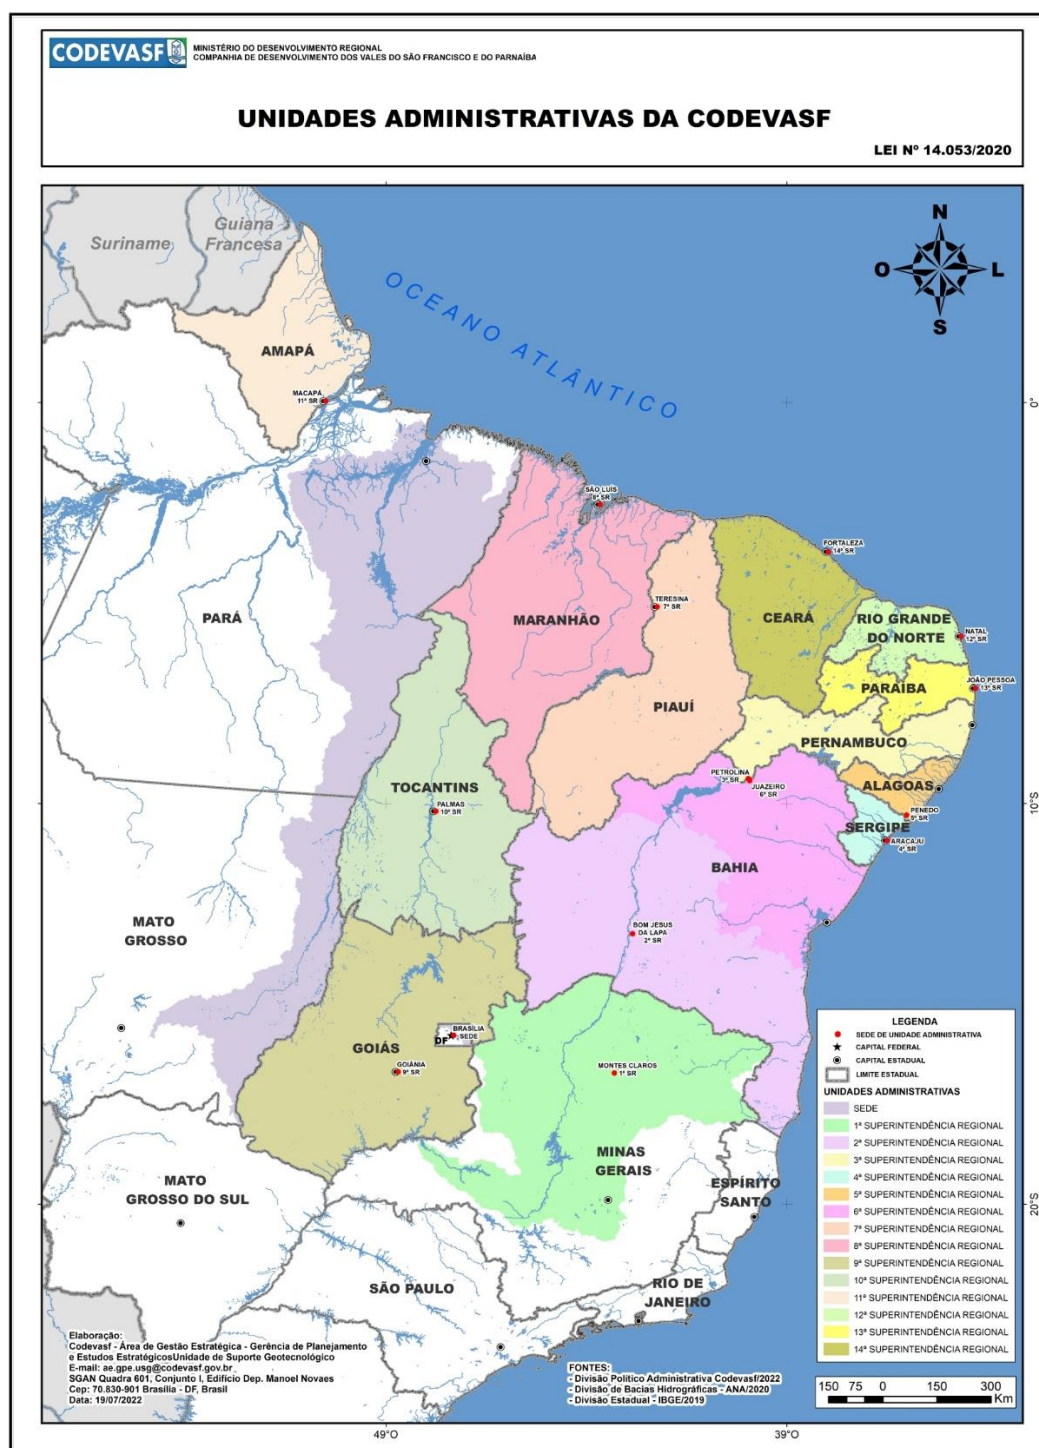 CODEVASF
MINISTÉRIO DO DESENVOLVIMENTO REGIONAL
COMPANHIA DE DESENVOLVIMENTO DOS VALES DO SÃO FRANCISCO E DO PARNAÍBA
UNIDADES ADMINISTRATIVAS DA CODEVASF
LEI Nº 14.053/2020
Suriname
Guiana
Francesa
N
O
L
S
OCEANO ATLÂNTICO
AMAPÁ
MACAPÁ
11ª SR
0°
SÃO LUÍS
8ª SR
FORTALEZA
14ª SR
TERESINA
7ª SR
PARÁ
MARANHÃO
CEARÁ
RIO GRANDE
DO NORTE
NATAL
12ª SR
JOÃO PESSOA
13ª SR
PARAÍBA
PIAUÍ
PERNAMBUCO
PETROLINA
3ª SR
JUAZEIRO
6ª SR
ALAGOAS
TOCANTINS
PALMAS
10ª SR
10°S
PENEDO
5ª SR
SERGIPE
ARACAJU
4ª SR
BAHIA
MATO
GROSSO
BOM JESUS
DA LAPA
2ª SR
BRASÍLIA
SEDE
DF
GOIÁS
GOIÂNIA
9ª SR
MONTES CLAROS
1ª SR
MINAS
GERAIS
ESPÍRITO
SANTO
MATO
GROSSO DO SUL
20°S
SÃO PAULO
RIO DE
JANEIRO
LEGENDA
SEDE DE UNIDADE ADMINISTRATIVA
CAPITAL FEDERAL
CAPITAL ESTADUAL
LIMITE ESTADUAL
UNIDADES ADMINISTRATIVAS
SEDE
1ª SUPERINTENDÊNCIA REGIONAL
2ª SUPERINTENDÊNCIA REGIONAL
3ª SUPERINTENDÊNCIA REGIONAL
4ª SUPERINTENDÊNCIA REGIONAL
5ª SUPERINTENDÊNCIA REGIONAL
6ª SUPERINTENDÊNCIA REGIONAL
7ª SUPERINTENDÊNCIA REGIONAL
8ª SUPERINTENDÊNCIA REGIONAL
9ª SUPERINTENDÊNCIA REGIONAL
10ª SUPERINTENDÊNCIA REGIONAL
11ª SUPERINTENDÊNCIA REGIONAL
12ª SUPERINTENDÊNCIA REGIONAL
13ª SUPERINTENDÊNCIA REGIONAL
14ª SUPERINTENDÊNCIA REGIONAL
Elaboração:
Codevasf - Área de Gestão Estratégica - Gerência de Planejamento
e Estudos EstratégicosUnidade de Suporte Geotecnológico
E-mail: ae.gpe.usg@codevasf.gov.br
SGAN Quadra 601, Conjunto I, Edifício Dep. Manoel Novaes
Cep: 70.830-901 Brasília - DF, Brasil
Data: 19/07/2022
FONTES:
- Divisão Político Administrativa Codevasf/2022
- Divisão de Bacias Hidrográficas - ANA/2020
- Divisão Estadual - IBGE/2019
150 75 0 150 300
Km
49°O
39°O